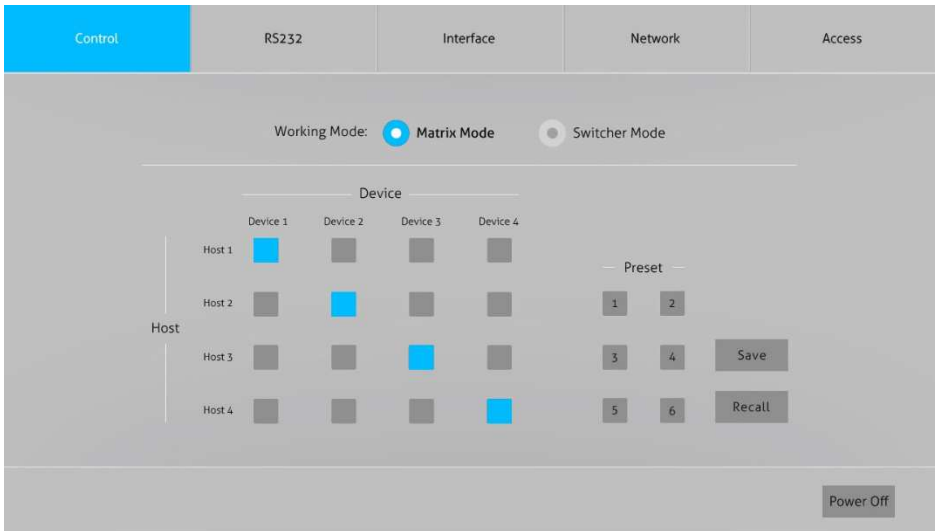 Control RS232 Interface Network Access
Working Mode: Matrix Mode Switcher Mode
Device
Device 1 Device 2 Device 3 Device 4
Host 1
Preset
Host 2 1 2
Host
Host 3 3 4 Save
Host 4 5 6 Recall
Power Off